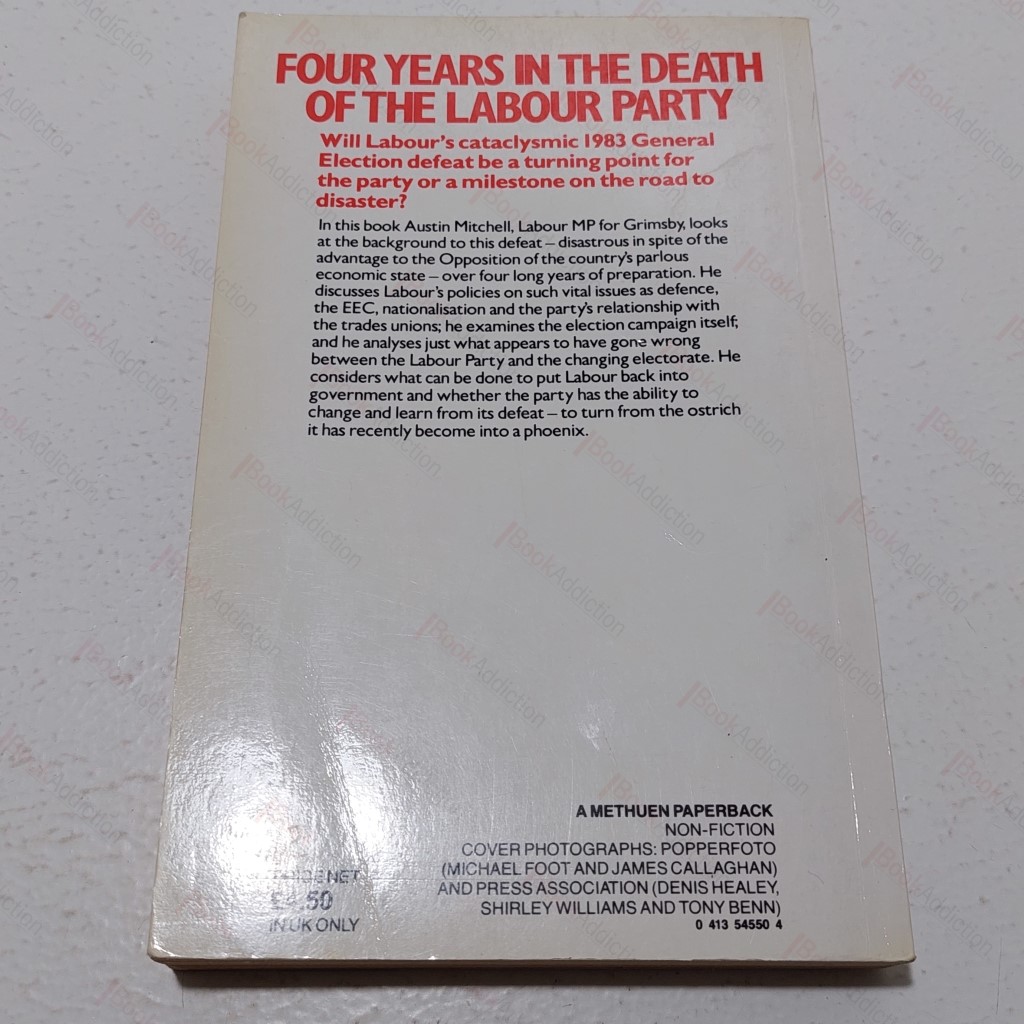 FOUR YEARS IN THE DEATH
OF THE LABOUR PARTY
Will Labour's cataclysmic 1983 General
Election defeat be a turning point for
the party or a milestone on the road to
disaster?
In this book Austin Mitchell, Labour MP for Grimsby, looks
at the background to this defeat – disastrous in spite of the
advantage to the Opposition of the country's parlous
economic state – over four long years of preparation. He
discusses Labour's policies on such vital issues as defence,
the EEC, nationalisation and the party's relationship with
the trades unions; he examines the election campaign itself;
and he analyses just what appears to have gone wrong
between the Labour Party and the changing electorate. He
considers what can be done to put Labour back into
government and whether the party has the ability to
change and learn from its defeat – to turn from the ostrich
it has recently become into a phoenix.
A METHUEN PAPERBACK
NON-FICTION
COVER PHOTOGRAPHS: POPPERFOTO
(MICHAEL FOOT AND JAMES CALLAGHAN)
AND PRESS ASSOCIATION (DENIS HEALEY,
SHIRLEY WILLIAMS AND TONY BENN)
0 413 54550 4
NET
IN UK ONLY
BookAddiction